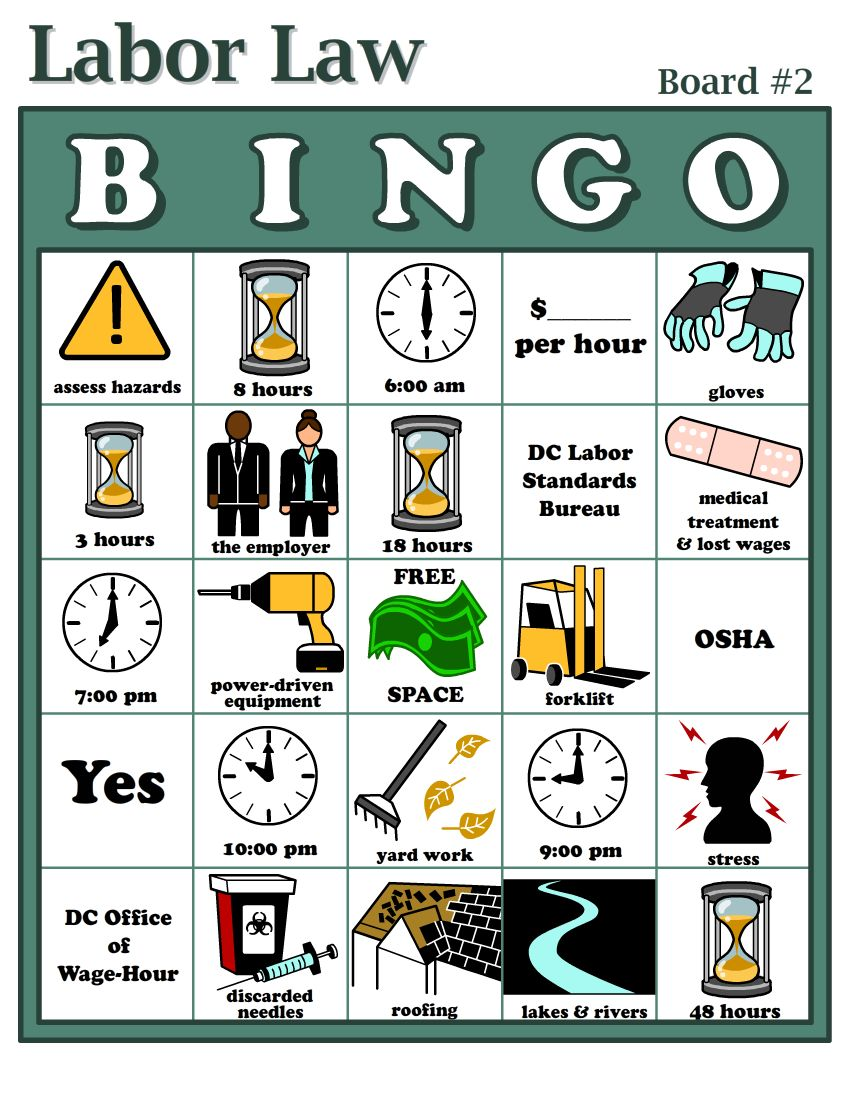 Labor Law
Board #2
B I N G O
assess hazards
8 hours
6:00 am
$______
per hour
gloves
3 hours
the employer
18 hours
DC Labor
Standards
Bureau
medical
treatment
& lost wages
7:00 pm
power-driven
equipment
FREE
SPACE
forklift
OSHA
Yes
10:00 pm
yard work
9:00 pm
stress
DC Office
of
Wage-Hour
discarded
needles
roofing
lakes & rivers
48 hours